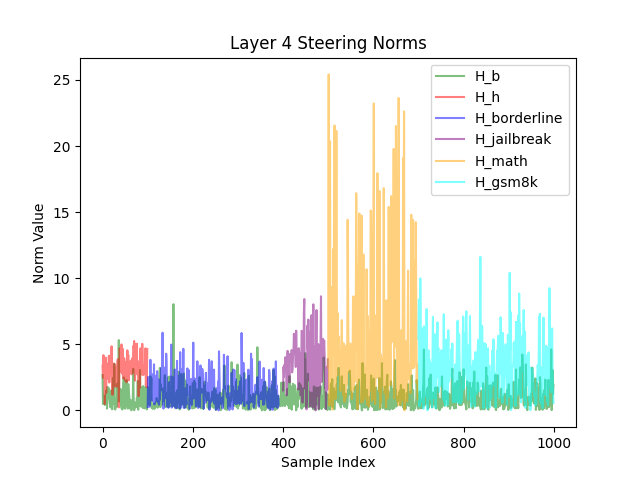 Layer 4 Steering Norms
H_b
H_h
H_borderline
H_jailbreak
H_math
H_gsm8k
25
20
15
10
5
0
Norm Value
0
200
400
600
800
1000
Sample Index